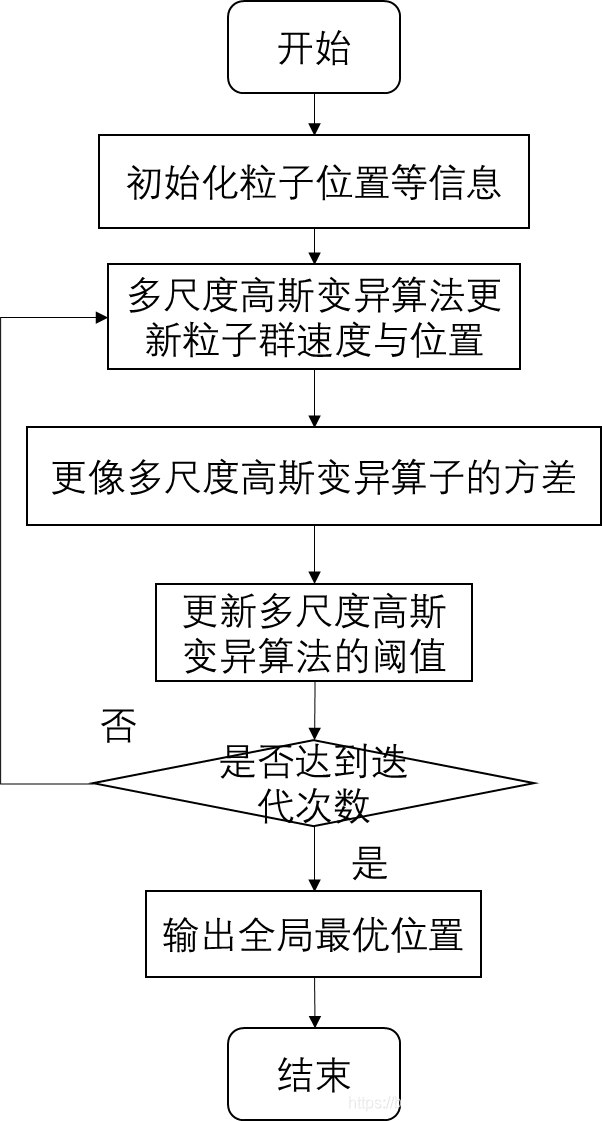 开始
初始化粒子位置等信息
多尺度高斯变异算法更
新粒子群速度与位置
更像多尺度高斯变异算子的方差
更新多尺度高斯
变异算法的阈值
否
是否达到迭
代次数
是
输出全局最优位置
结束